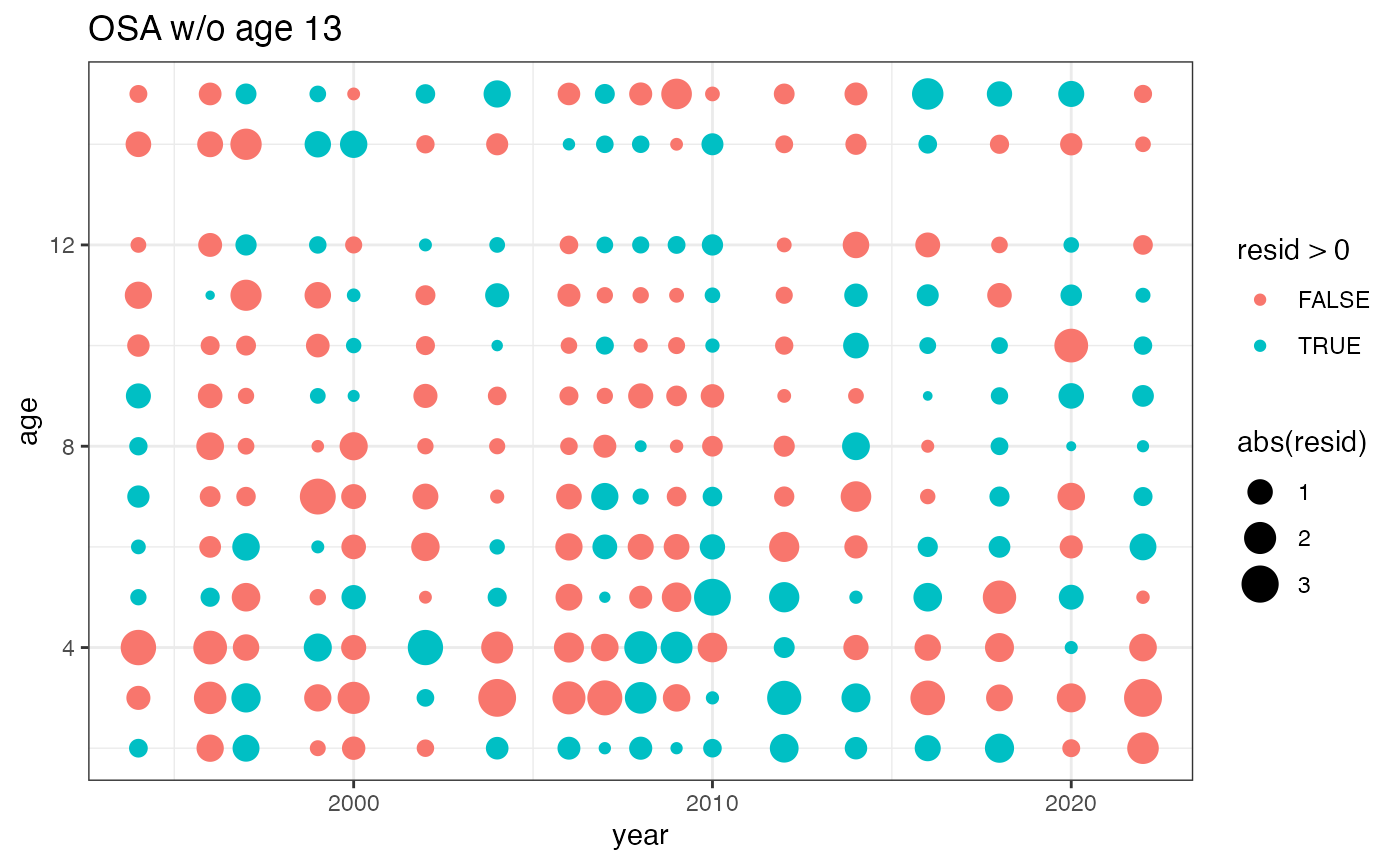 OSA w/o age 13
12
8
4
age
2000
2010
2020
year
resid > 0
FALSE
TRUE
abs(resid)
1
2
3